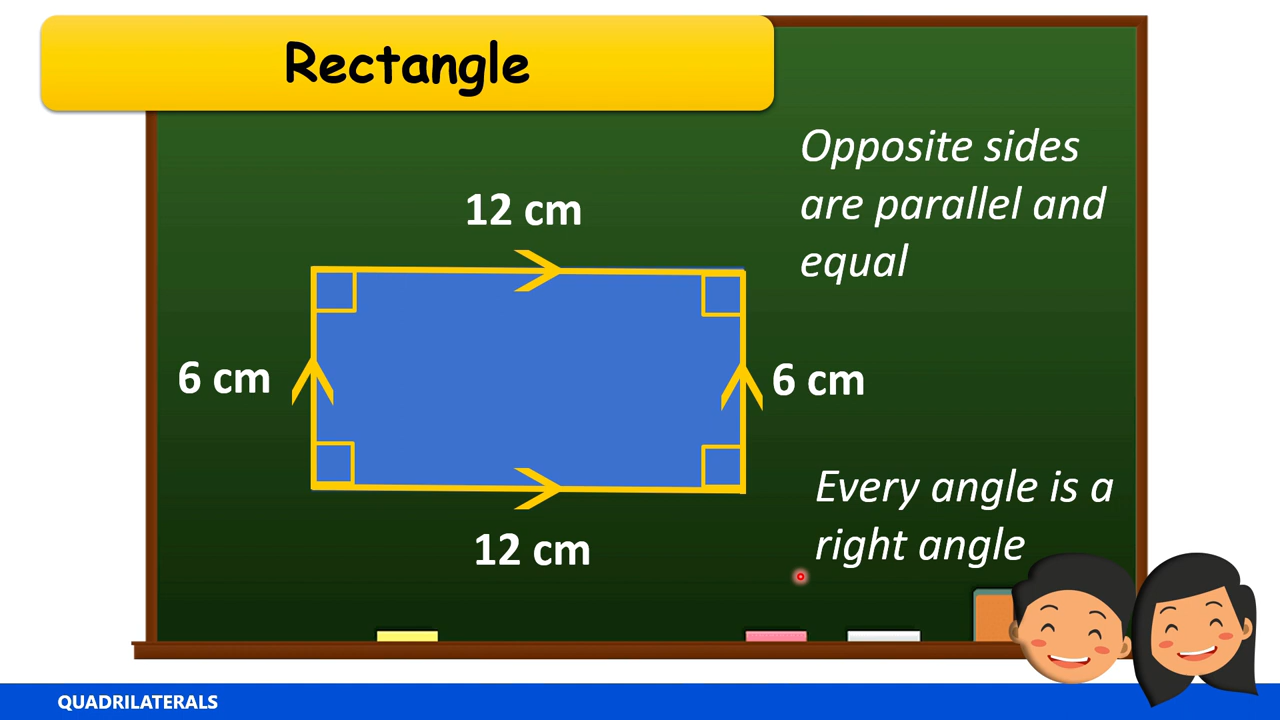 Rectangle
Opposite sides
are parallel and
equal
12 cm
6 cm
6 cm
12 cm
Every angle is a
right angle
QUADRILATERALS